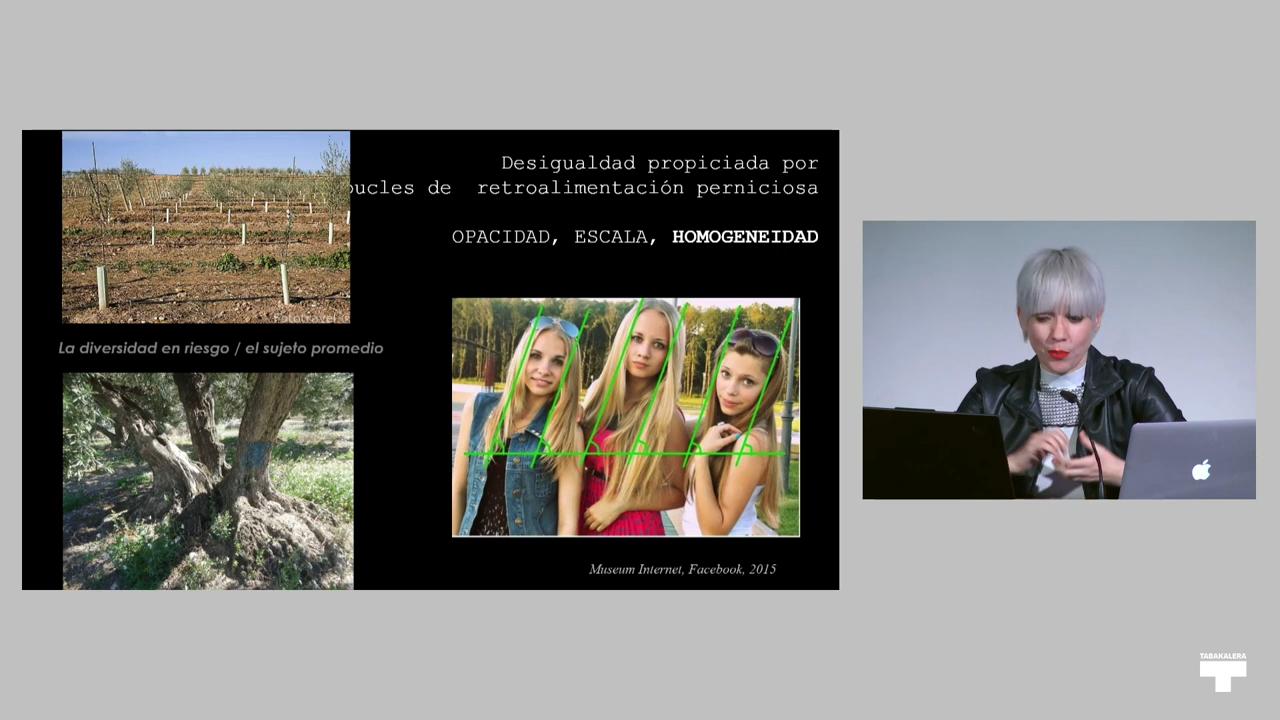 Desigualdad propiciada por
bucles de retroalimentación perniciosa
OPACIDAD, ESCALA, HOMOGENEIDAD
La diversidad en riesgo / el sujeto promedio
Museum Internet, Facebook, 2015
TABAKALERA